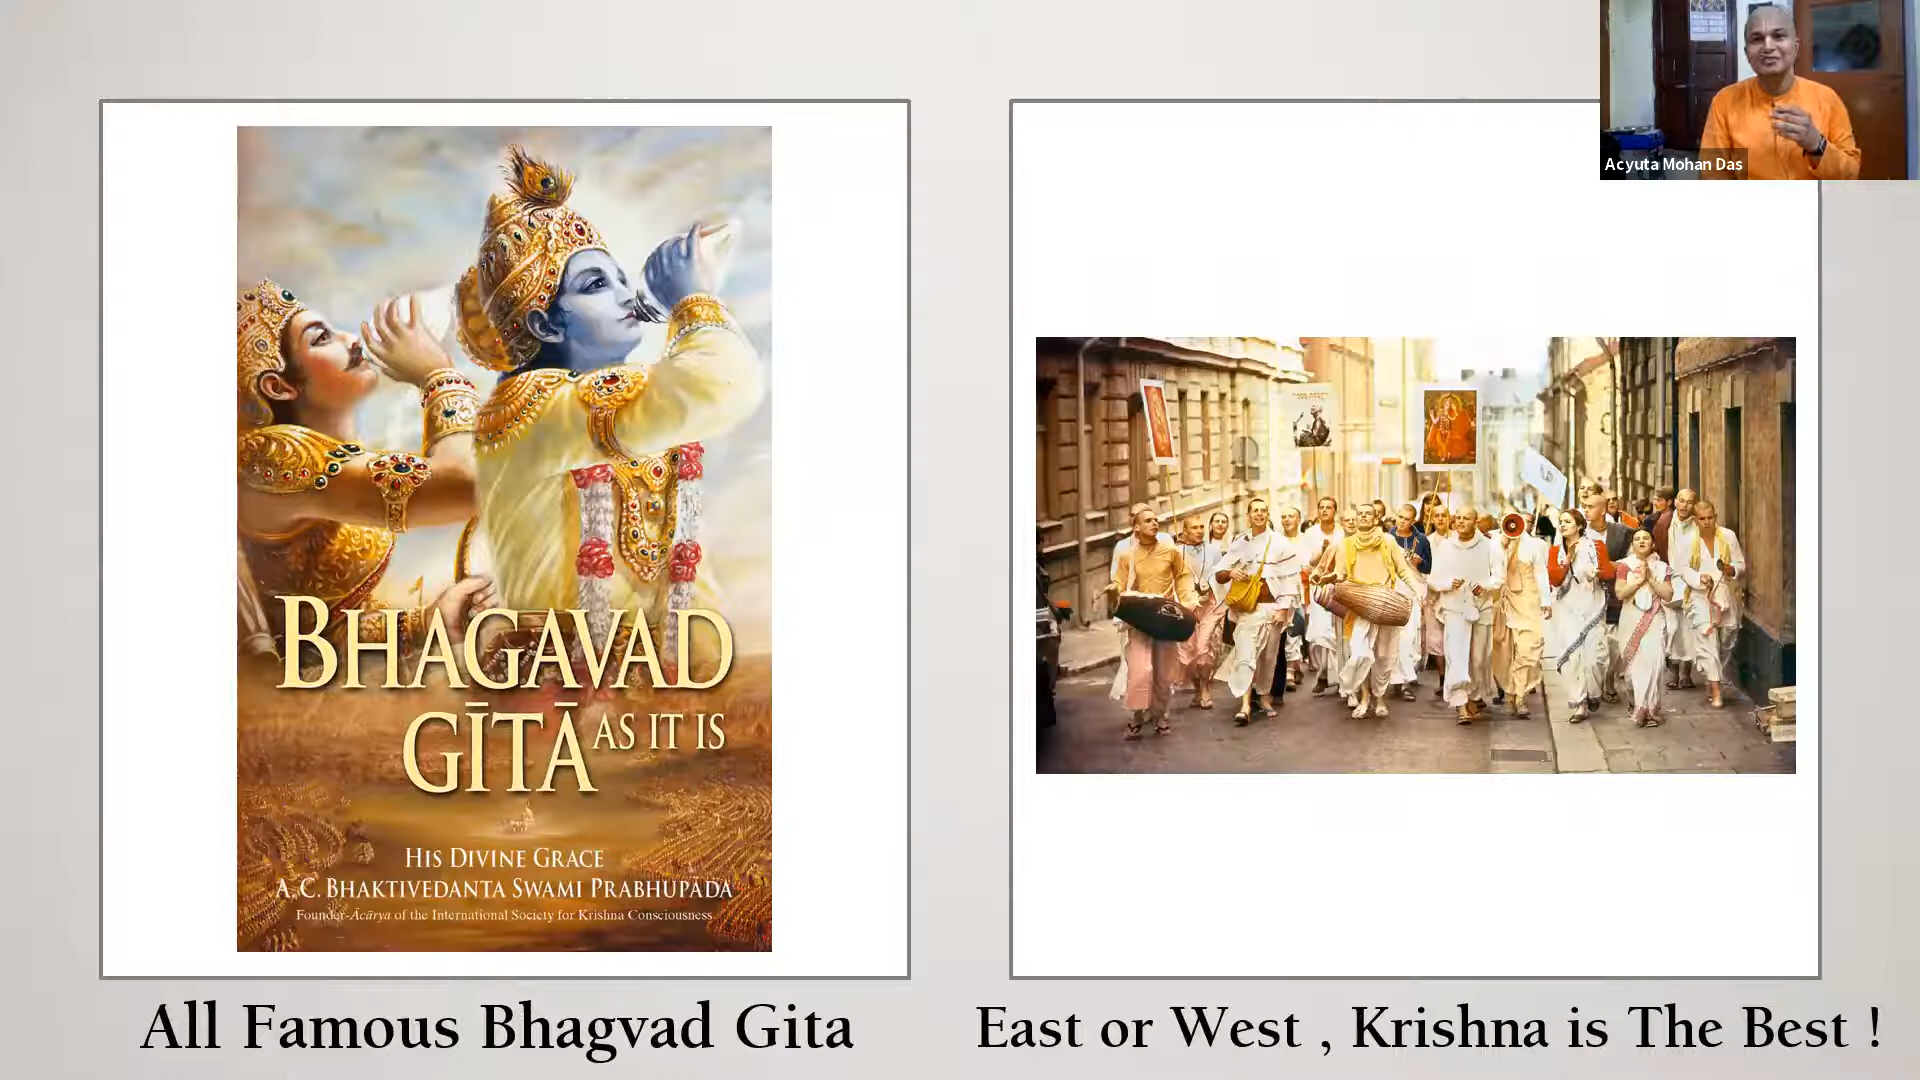 Acyuta Mohan Das
BHAGAVAD
GĪTĀ AS IT IS
HIS DIVINE GRACE
A.C. BHAKTIVEDANTA SWAMI PRABHUPĀDA
Founder-Ācārya of the International Society for Krishna Consciousness
All Famous Bhagvad Gita
East or West , Krishna is The Best !